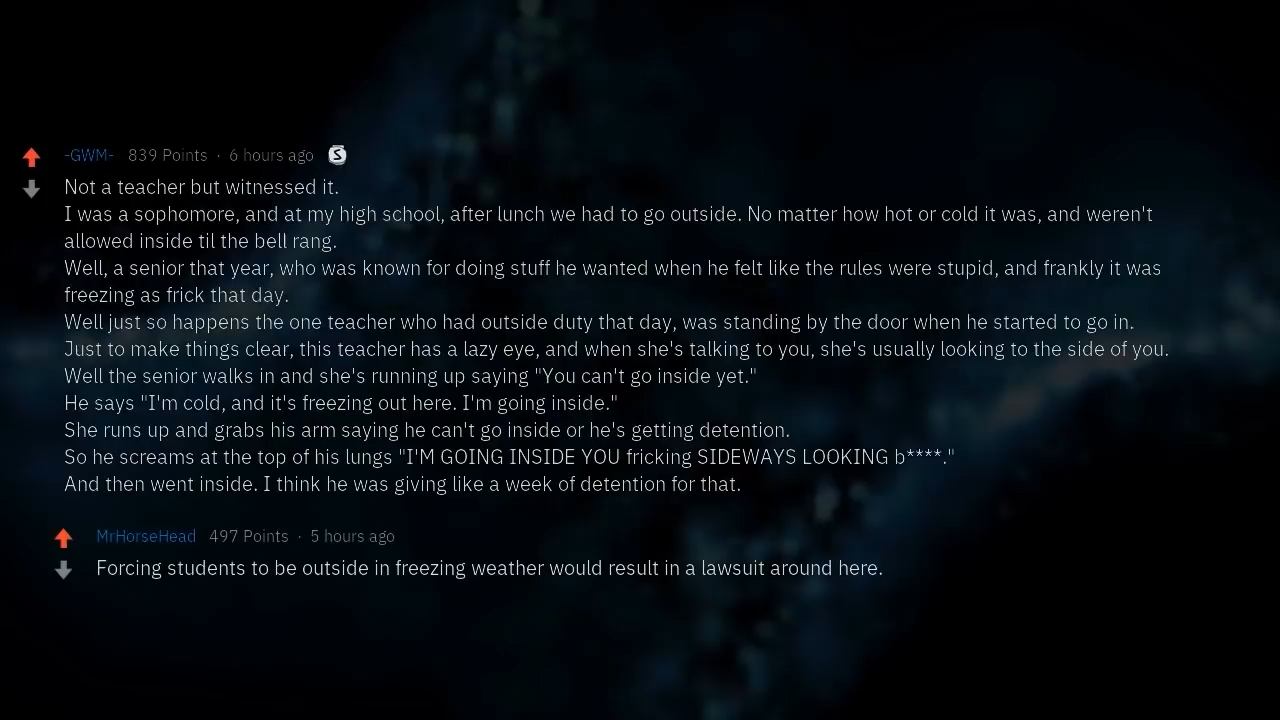 -GWM- 839 Points · 6 hours ago S
Not a teacher but witnessed it.
I was a sophomore, and at my high school, after lunch we had to go outside. No matter how hot or cold it was, and weren't
allowed inside til the bell rang.
Well, a senior that year, who was known for doing stuff he wanted when he felt like the rules were stupid, and frankly it was
freezing as frick that day.
Well just so happens the one teacher who had outside duty that day, was standing by the door when he started to go in.
Just to make things clear, this teacher has a lazy eye, and when she's talking to you, she's usually looking to the side of you.
Well the senior walks in and she's running up saying "You can't go inside yet."
He says "I'm cold, and it's freezing out here. I'm going inside."
She runs up and grabs his arm saying he can't go inside or he's getting detention.
So he screams at the top of his lungs "I'M GOING INSIDE YOU fricking SIDEWAYS LOOKING b****."
And then went inside. I think he was giving like a week of detention for that.
MrHorseHead 497 Points · 5 hours ago
Forcing students to be outside in freezing weather would result in a lawsuit around here.